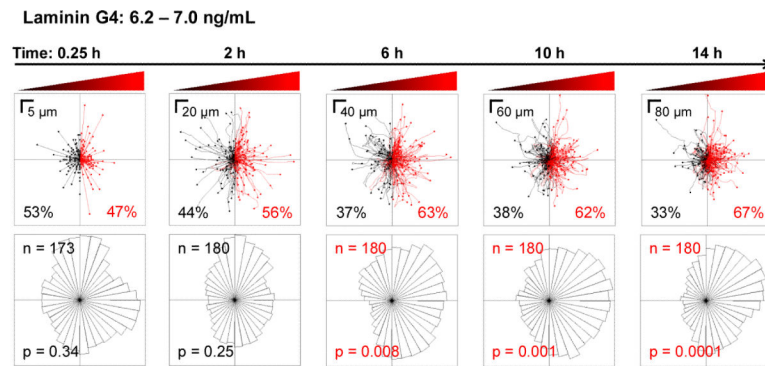 Laminin G4: 6.2 – 7.0 ng/mL
Time: 0.25 h 2 h 6 h 10 h 14 h
5 µm 20 µm 40 µm 60 µm 80 µm
53% 47% 44% 56% 37% 63% 38% 62% 33% 67%
n = 173 n = 180 n = 180 n = 180 n = 180
p = 0.34 p = 0.25 p = 0.008 p = 0.001 p = 0.0001